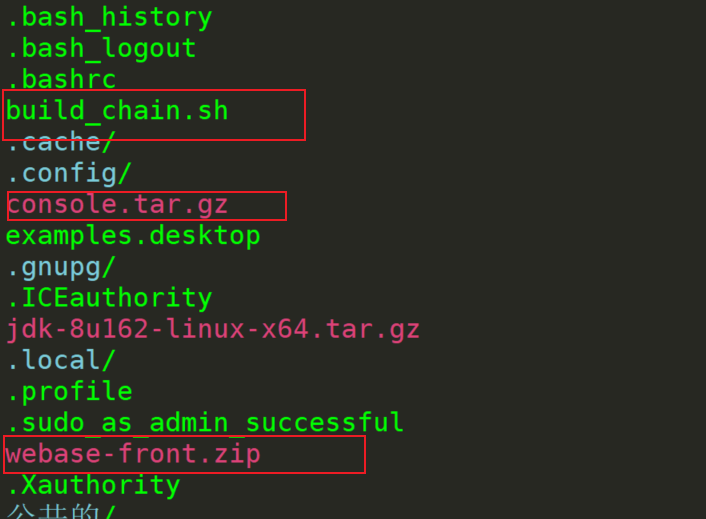 .bash_history
.bash_logout
.bashrc
build_chain.sh
.cache/
.config/
console.tar.gz
examples.desktop
.gnupg/
.ICEauthority
jdk-8u162-linux-x64.tar.gz
.local/
.profile
.sudo_as_admin_successful
webase-front.zip
.Xauthority
公共的/